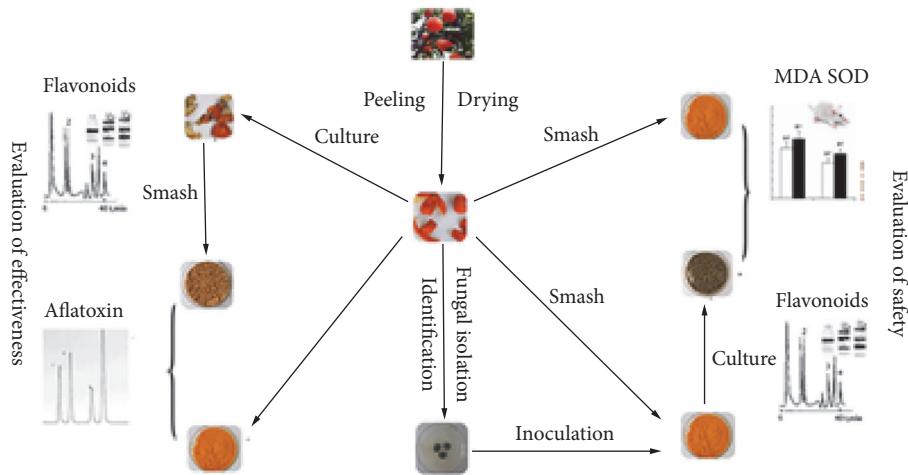 MDA SOD
Flavonoids
Peeling
Drying
Culture
Smash
Evaluation of effectiveness
Smash
Evaluation of safety
Fungal isolation
Identification
Smash
Aflatoxin
Flavonoids
Culture
Inoculation